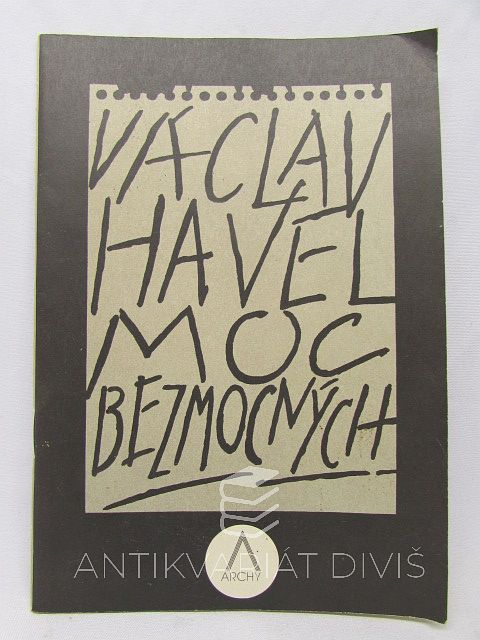 VÁCLAV
HAVEL
MOC
BEZMOCNÝCH
ANTIKVARIÁT DIVIŠ
A:
ARCHY